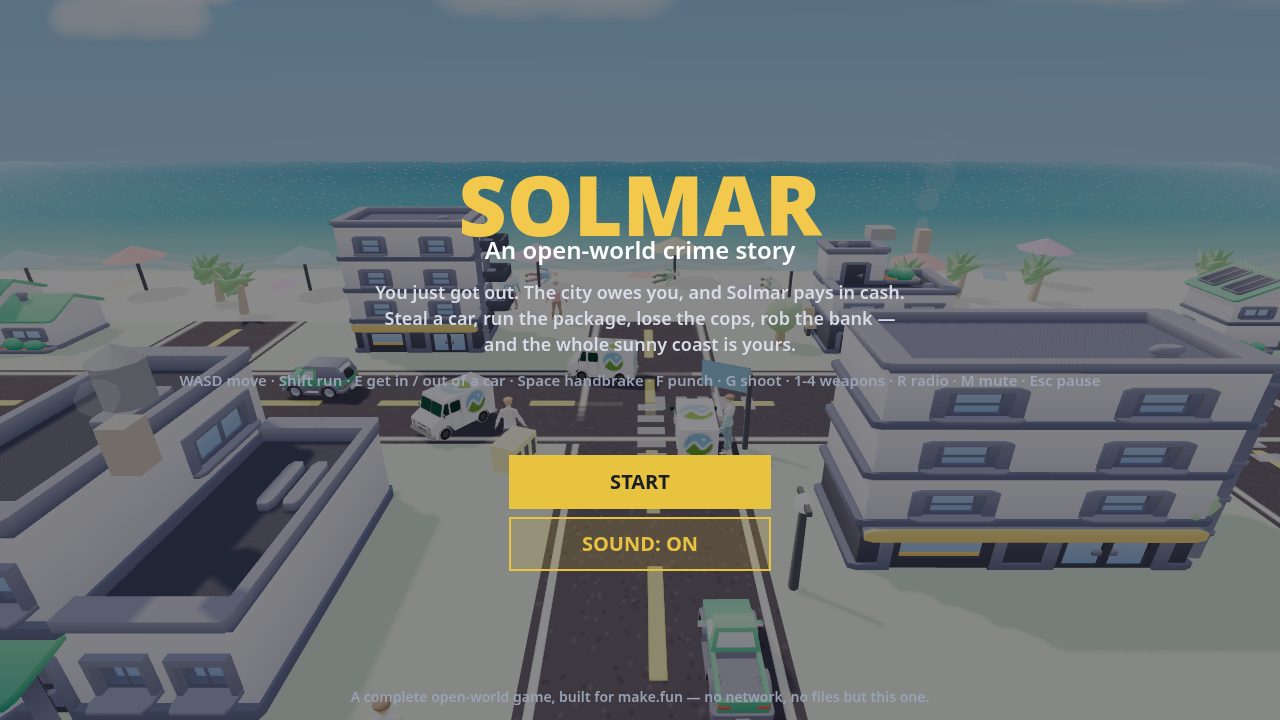 SOLMAR
An open-world crime story
You just got out. The city owes you, and Solmar pays in cash.
Steal a car, run the package, lose the cops, rob the bank —
and the whole sunny coast is yours.
WASD move · Shift run · E get in / out of a car · Space handbrake · F punch · G shoot · 1-4 weapons · R radio · M mute · Esc pause
START
SOUND: ON
A complete open-world game, built for make.fun — no network, no files but this one.